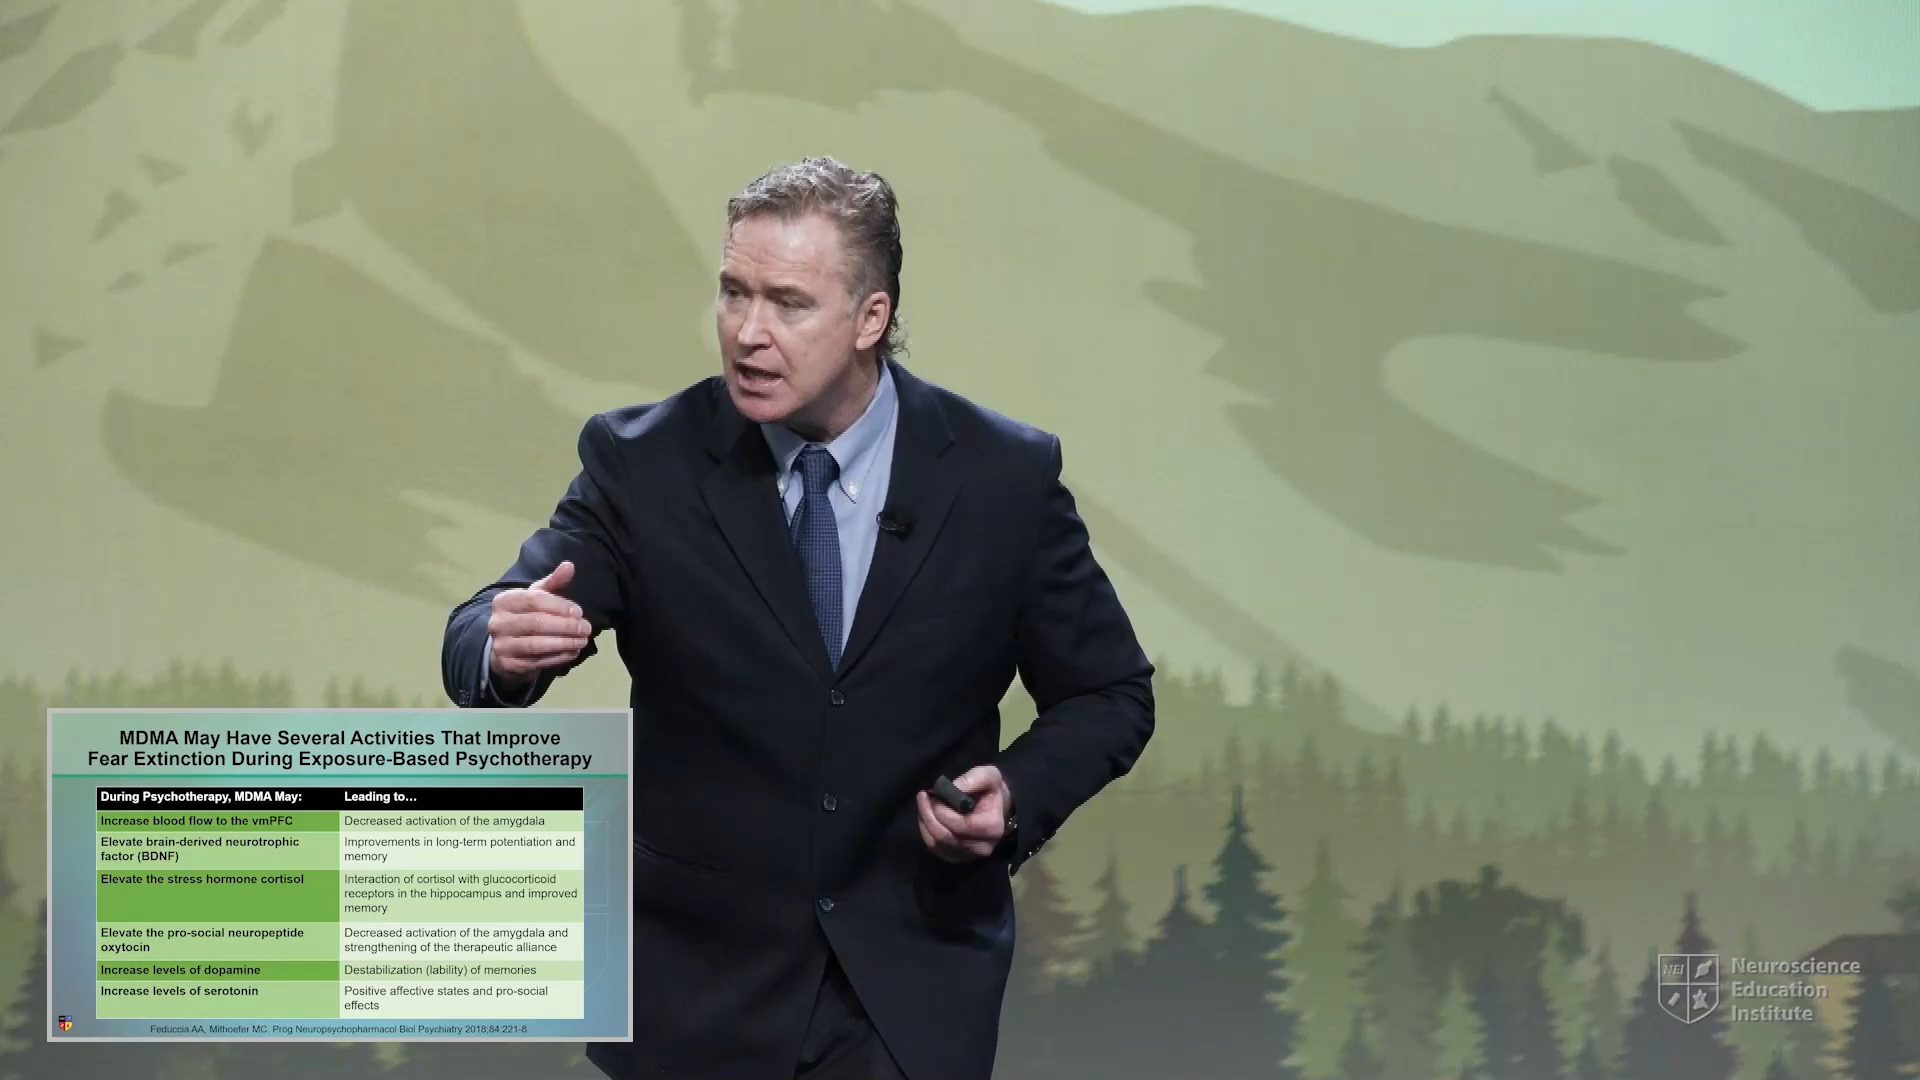 MDMA May Have Several Activities That Improve
Fear Extinction During Exposure-Based Psychotherapy
During Psychotherapy, MDMA May: Leading to…
Increase blood flow to the vmPFC Decreased activation of the amygdala
Elevate brain-derived neurotrophic
factor (BDNF)
Improvements in long-term potentiation and
memory
Elevate the stress hormone cortisol
Interaction of cortisol with glucocorticoid
receptors in the hippocampus and improved
memory
Elevate the pro-social neuropeptide
oxytocin
Decreased activation of the amygdala and
strengthening of the therapeutic alliance
Increase levels of dopamine Destabilization (lability) of memories
Increase levels of serotonin
Positive affective states and pro-social
effects
Feduccia AA, Mithoefer MC. Prog Neuropsychopharmacol Biol Psychiatry 2018;84:221-8.
NEI
Neuroscience
Education
Institute